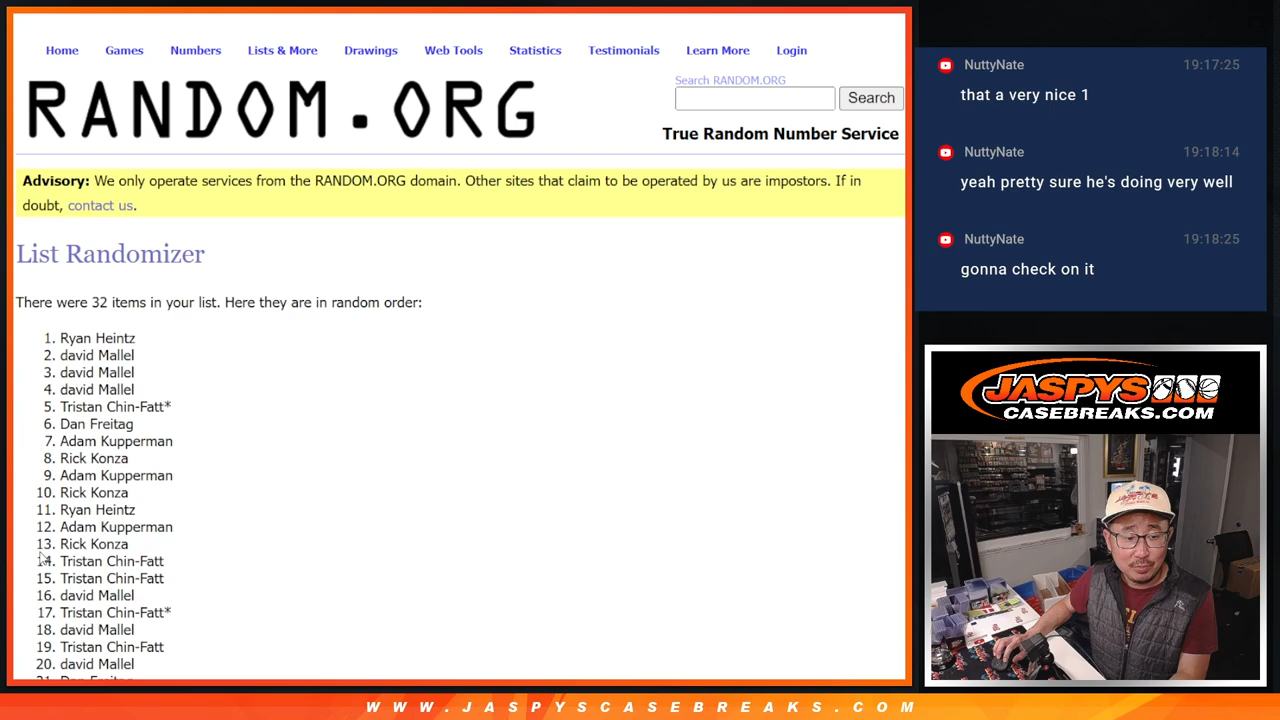 Home Games Numbers Lists & More Drawings Web Tools Statistics Testimonials Learn More Login
RANDOM.ORG
Search RANDOM.ORG
Search
True Random Number Service
Advisory: We only operate services from the RANDOM.ORG domain. Other sites that claim to be operated by us are impostors. If in
doubt, contact us.
List Randomizer
There were 32 items in your list. Here they are in random order:
1. Ryan Heintz
2. david Mallel
3. david Mallel
4. david Mallel
5. Tristan Chin-Fatt*
6. Dan Freitag
7. Adam Kupperman
8. Rick Konza
9. Adam Kupperman
10. Rick Konza
11. Ryan Heintz
12. Adam Kupperman
13. Rick Konza
14. Tristan Chin-Fatt
15. Tristan Chin-Fatt
16. david Mallel
17. Tristan Chin-Fatt*
18. david Mallel
19. Tristan Chin-Fatt
20. david Mallel
21. Dan Freitag
NuttyNate 19:17:25
that a very nice 1
NuttyNate 19:18:14
yeah pretty sure he's doing very well
NuttyNate 19:18:25
gonna check on it
JASPYS
CASEBREAKS.COM
WWW.JASPYSCASEBREAKS.COM